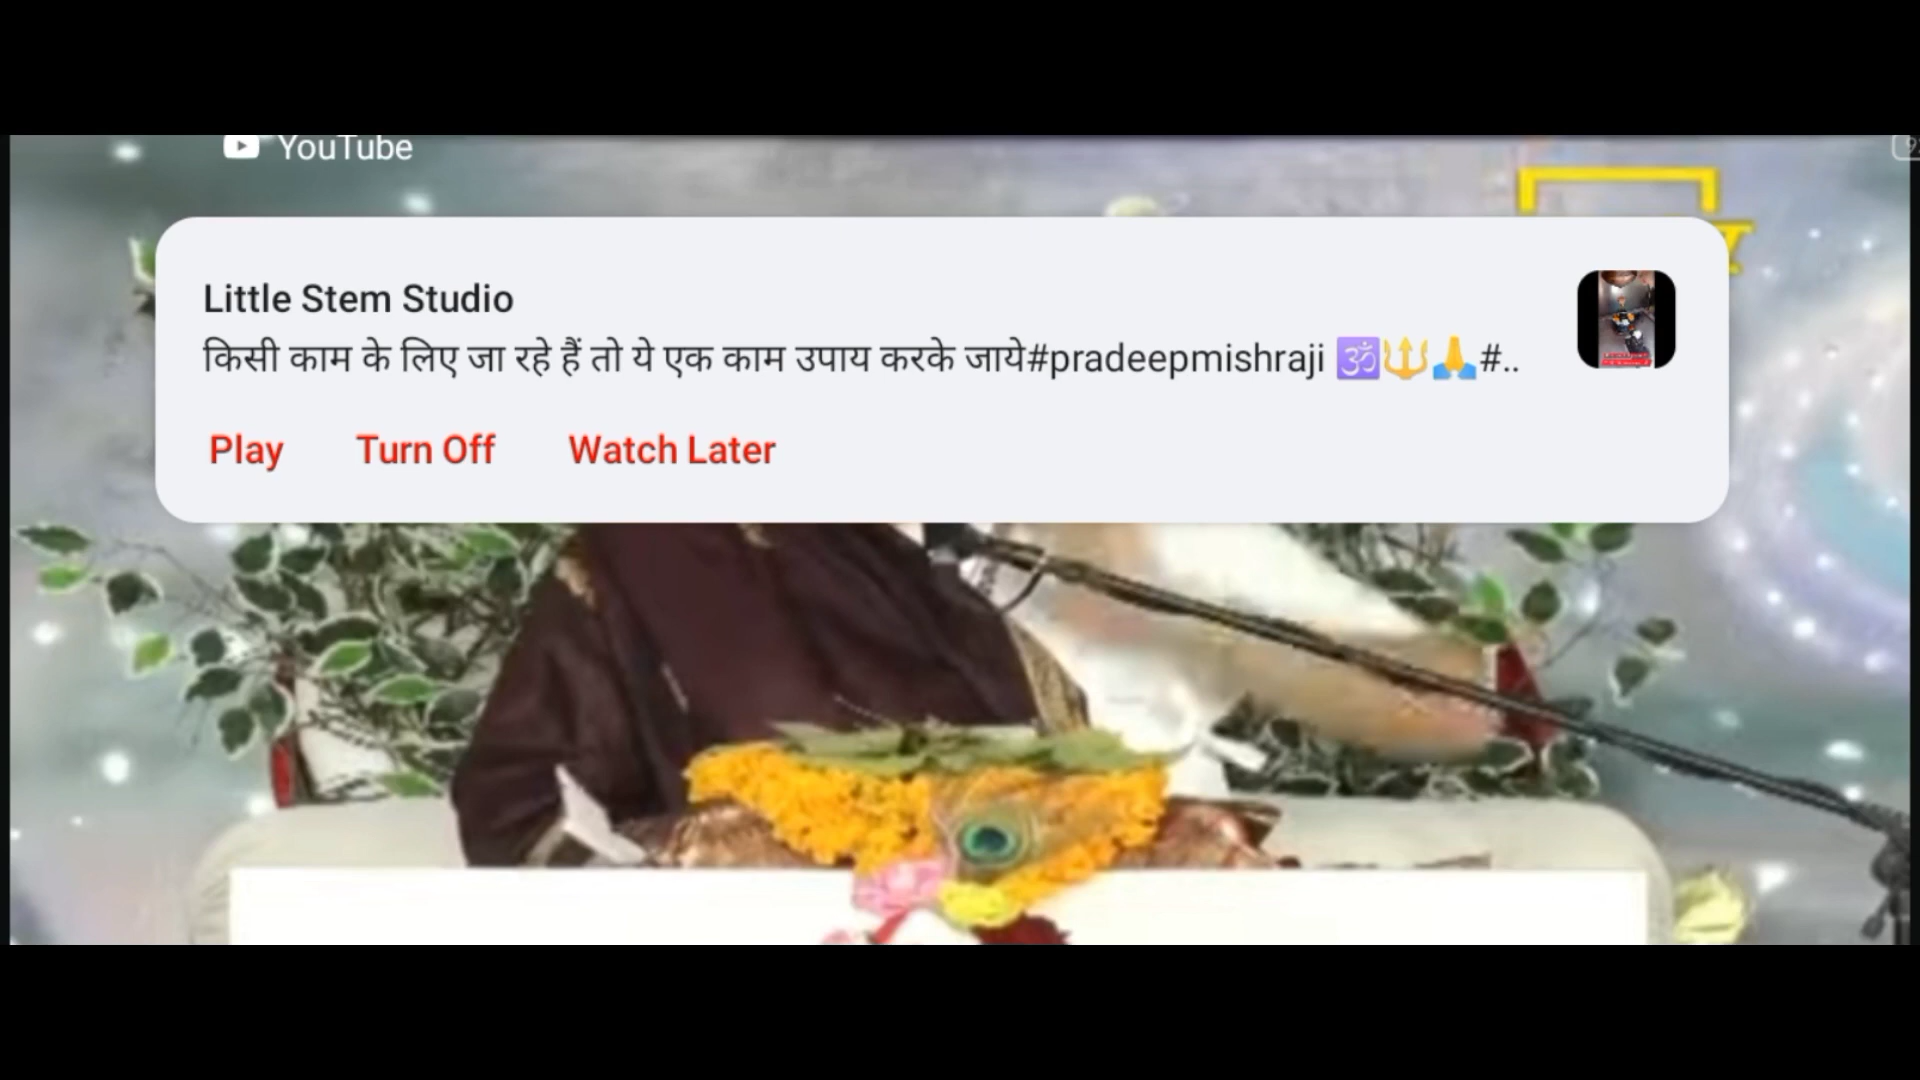 YouTube
Little Stem Studio
किसी काम के लिए जा रहे हैं तो ये एक काम उपाय करके जाये#pradeepmishraji 🕉️🔱🙏#..
Play Turn Off Watch Later